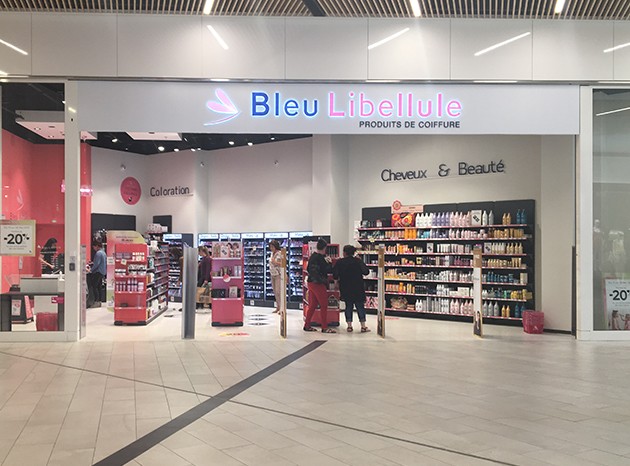 Bleu Libellule
PRODUITS DE COIFFURE
Cheveux & Beauté
Coloration
-20%
-20%